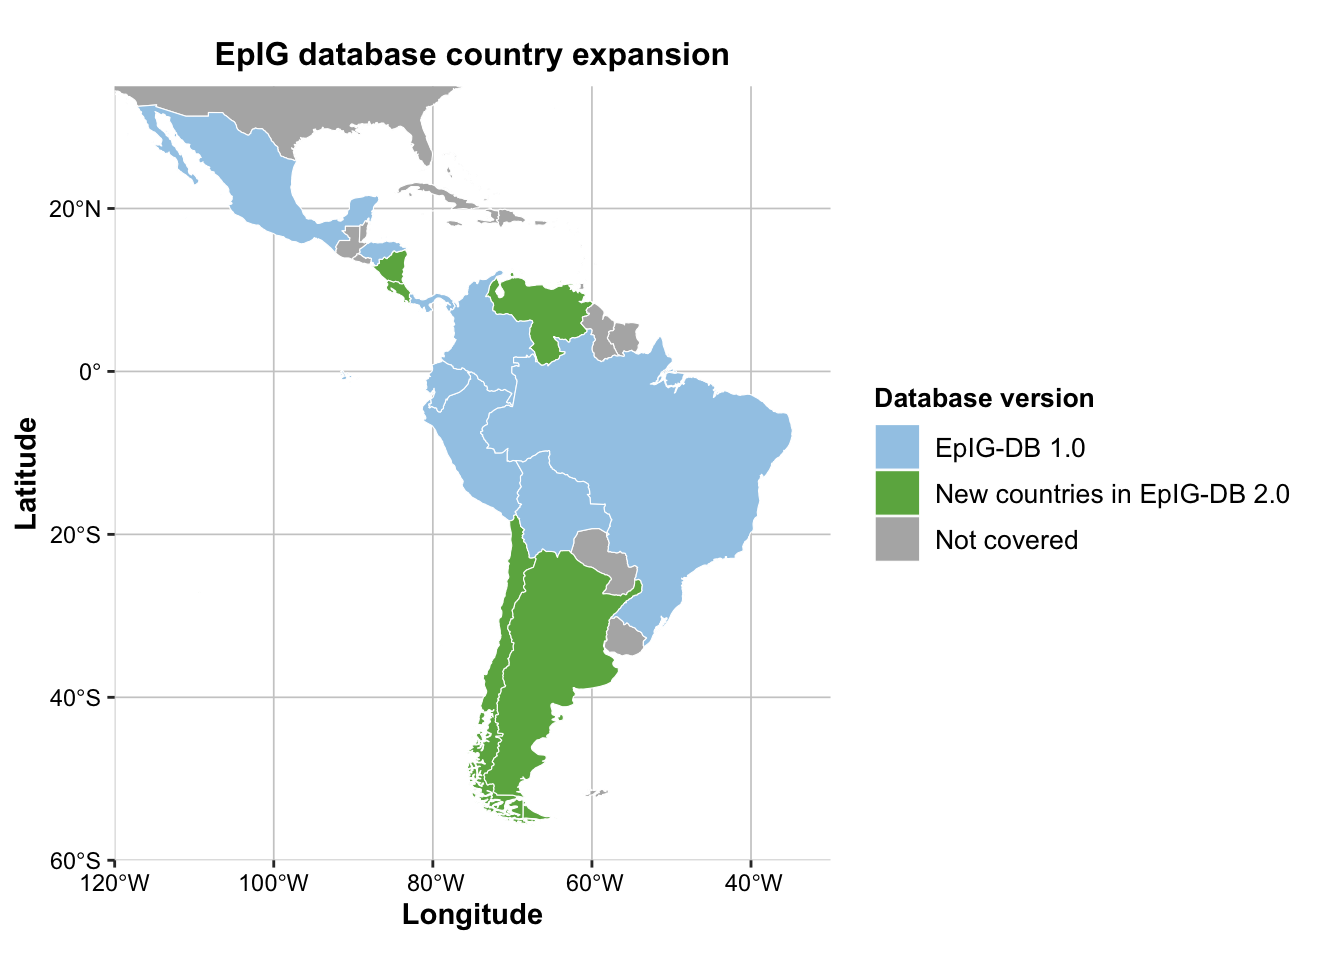 EpIG database country expansion
20°N
0°
20°S
40°S
60°S
120°W 100°W 80°W 60°W 40°W
Latitude
Longitude
Database version
EpIG-DB 1.0
New countries in EpIG-DB 2.0
Not covered